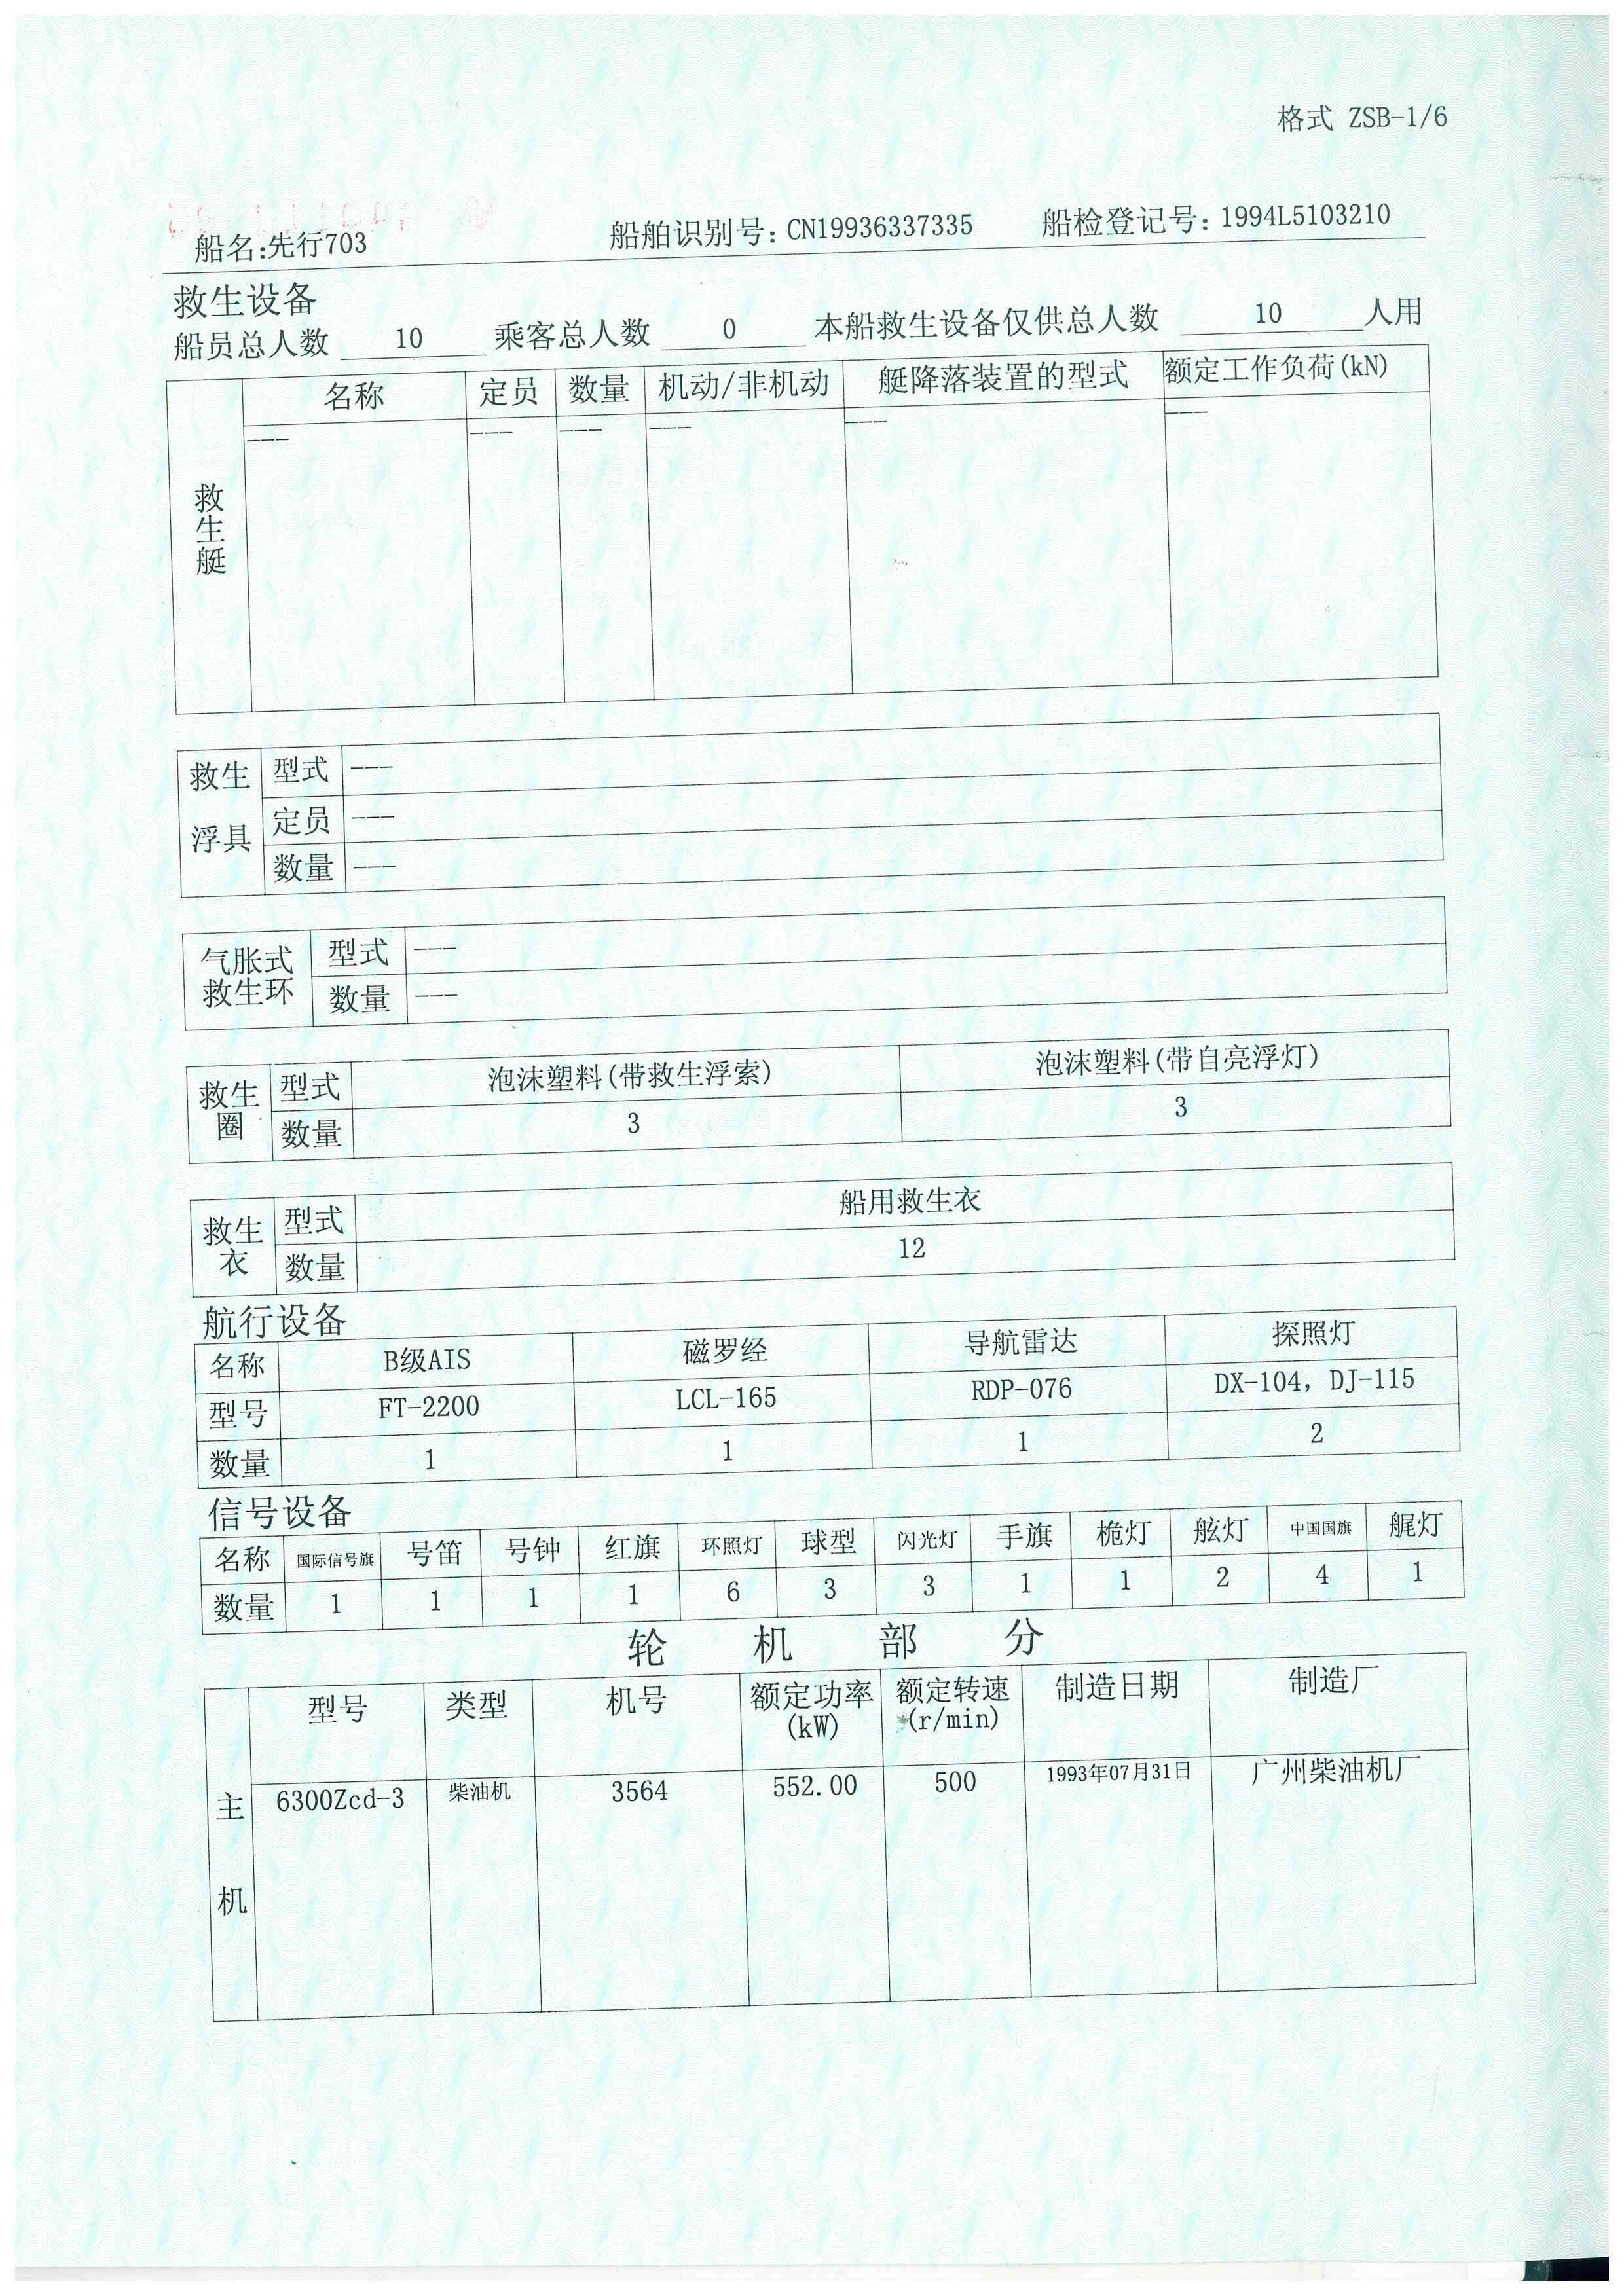 格式 ZSB-1/6
船名:先行703 船舶识别号:CN19936337335 船检登记号:1994L5103210
救生设备
船员总人数 10 乘客总人数 0 本船救生设备仅供总人数 10 人用
救生艇 名称 定员 数量 机动/非机动 艇降落装置的型式 额定工作负荷(kN)
--- --- --- --- --- ---
救生浮具 型式 ---
定员 ---
数量 ---
气胀式救生环 型式 ---
数量 ---
救生圈 型式 泡沫塑料(带救生浮索) 泡沫塑料(带自亮浮灯)
数量 3 3
救生衣 型式 船用救生衣
数量 12
航行设备
名称 B级AIS 磁罗经 导航雷达 探照灯
型号 FT-2200 LCL-165 RDP-076 DX-104, DJ-115
数量 1 1 1 2
信号设备
名称 国际信号旗 号笛 号钟 红旗 环照灯 球型 闪光灯 手旗 桅灯 舷灯 中国国旗 艉灯
数量 1 1 1 1 6 3 3 1 1 2 4 1
轮机部分
主机 型号 类型 机号 额定功率(kW) 额定转速(r/min) 制造日期 制造厂
6300Zcd-3 柴油机 3564 552.00 500 1993年07月31日 广州柴油机厂